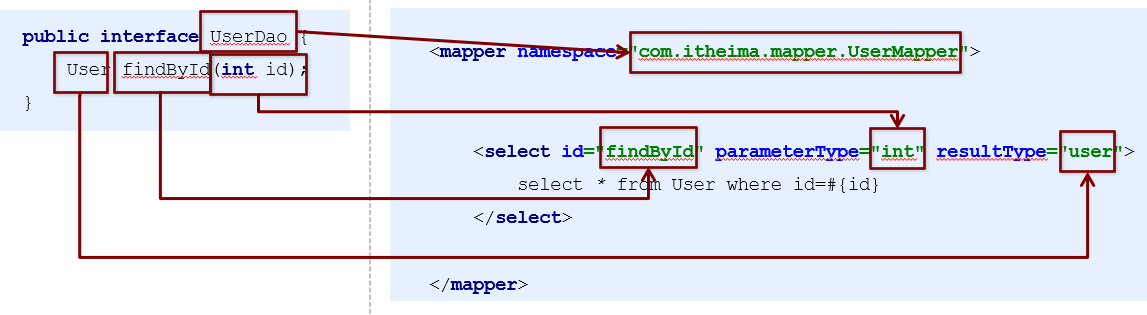 public interface UserDao {
User findById(int id);
}
<mapper namespace="com.itheima.mapper.UserMapper">
<select id="findById" parameterType="int" resultType="user">
select * from User where id=#{id}
</select>
</mapper>